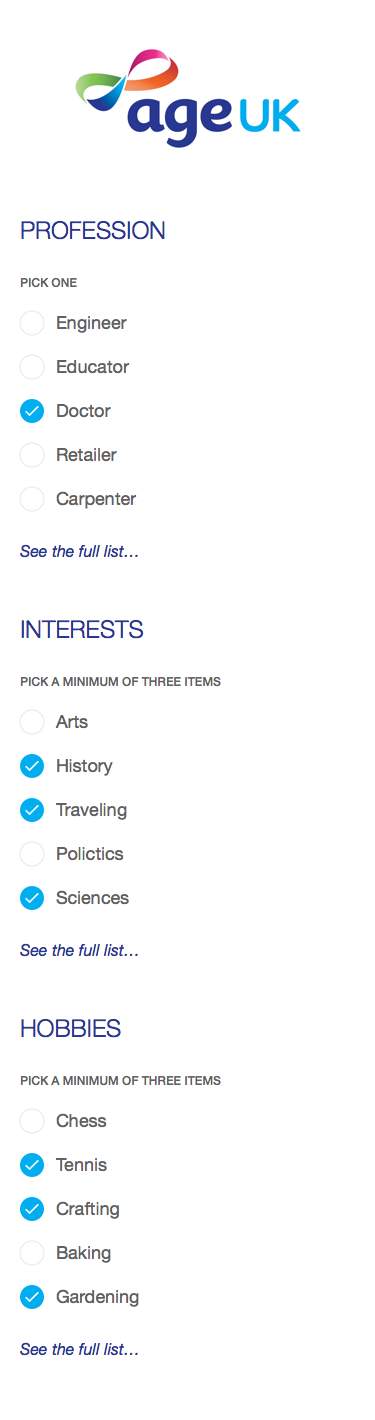 age UK
PROFESSION
PICK ONE
Engineer
Educator
Doctor
Retailer
Carpenter
See the full list...
INTERESTS
PICK A MINIMUM OF THREE ITEMS
Arts
History
Traveling
Polictics
Sciences
See the full list...
HOBBIES
PICK A MINIMUM OF THREE ITEMS
Chess
Tennis
Crafting
Baking
Gardening
See the full list...